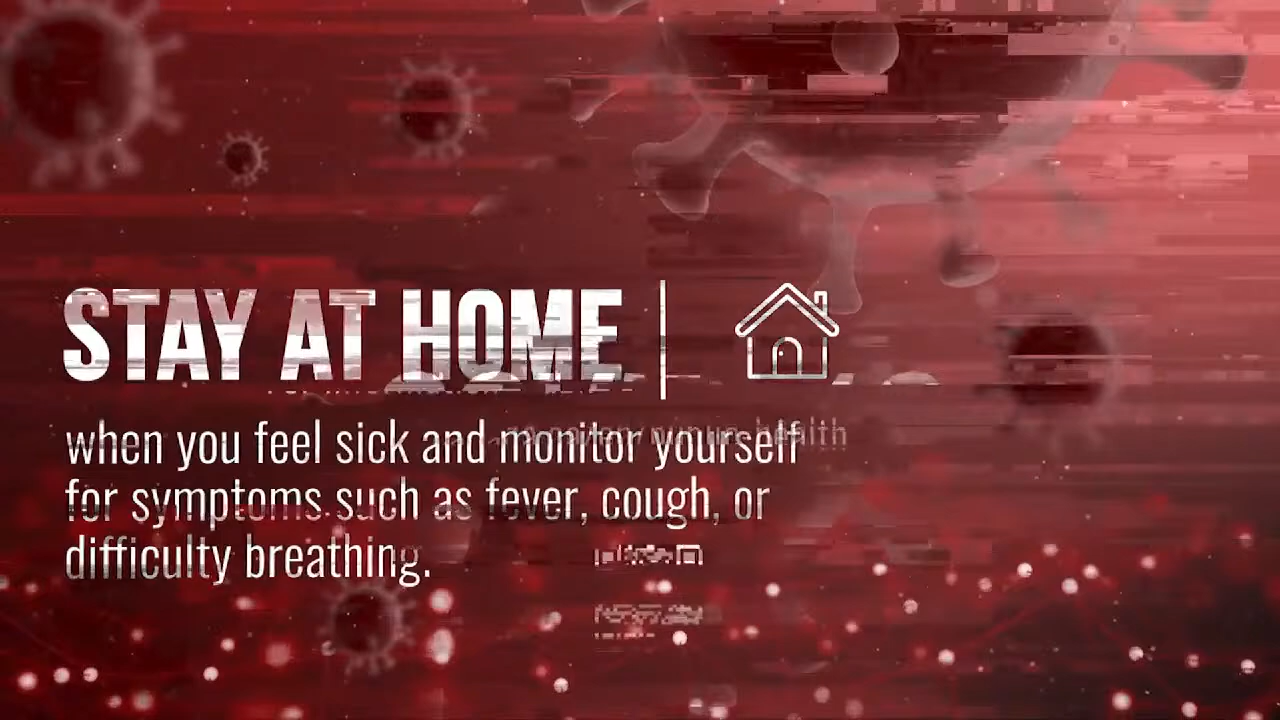 STAY AT HOME
when you feel sick and monitor yourself
for symptoms such as fever, cough, or
difficulty breathing.
health